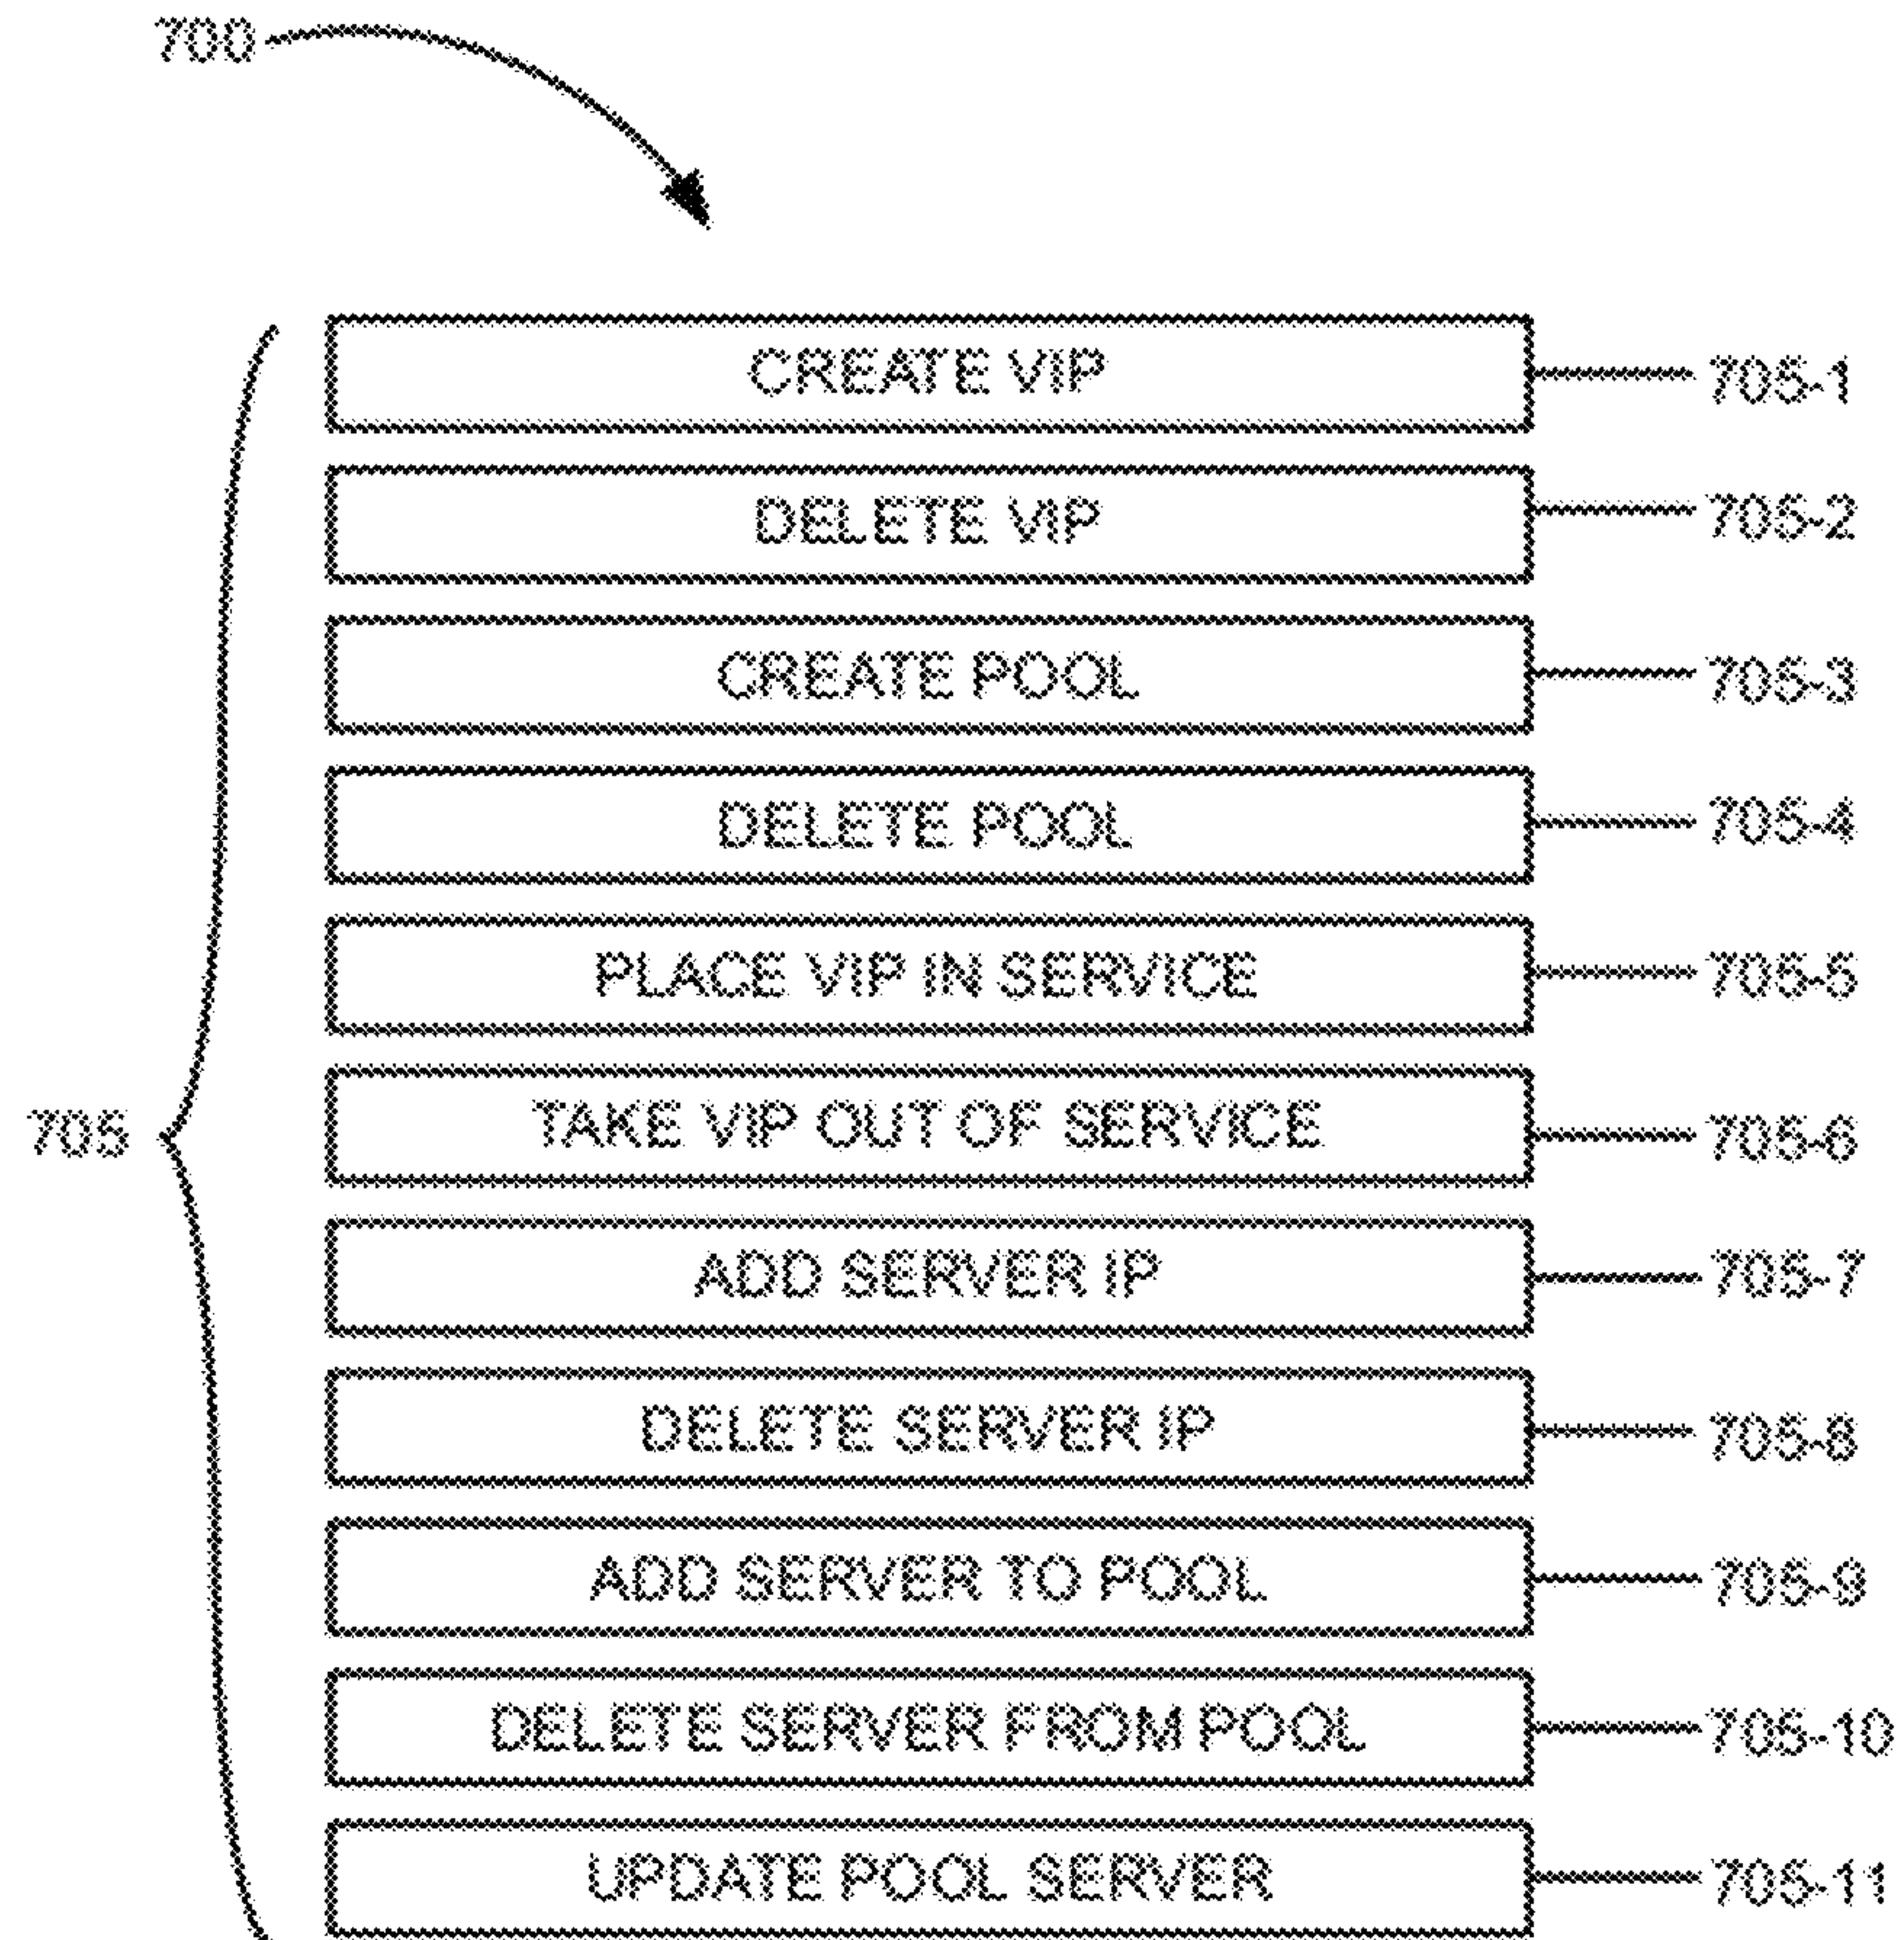 700
CREATE VIP 705-1
DELETE VIP 705-2
CREATE POOL 705-3
DELETE POOL 705-4
PLACE VIP IN SERVICE 705-5
705 TAKE VIP OUT OF SERVICE 705-6
ADD SERVER IP 705-7
DELETE SERVER IP 705-8
ADD SERVER TO POOL 705-9
DELETE SERVER FROM POOL 705-10
UPDATE POOL SERVER 705-11